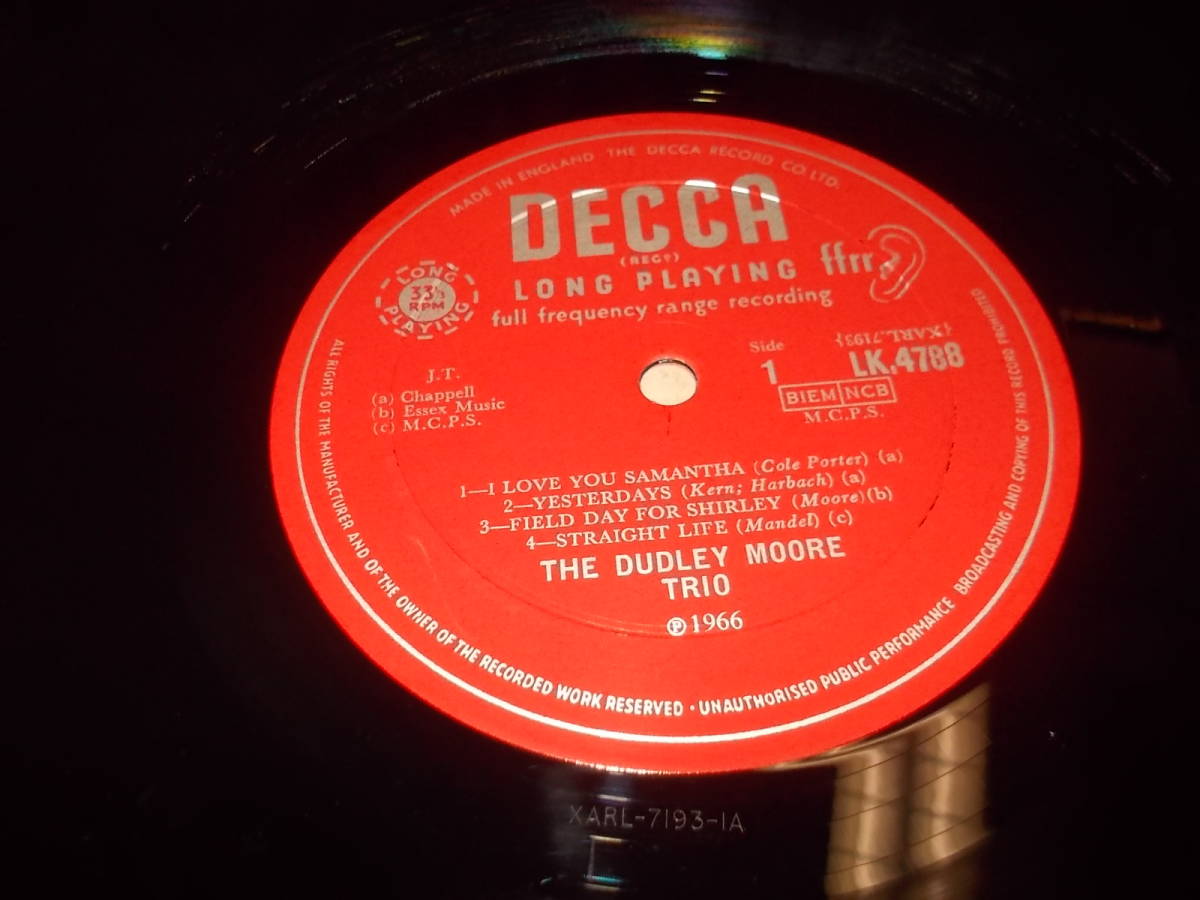 MADE IN ENGLAND THE DECCA RECORD CO. LTD.
DECCA
(REGD)
LONG PLAYING
ffrr
full frequency range recording
LONG
33⅓
RPM
PLAYING
Side
1
{XARL.7193}
LK.4788
BIEM NCB
M.C.P.S.
J.T.
(a) Chappell
(b) Essex Music
(c) M.C.P.S.
1—I LOVE YOU SAMANTHA (Cole Porter) (a)
2—YESTERDAYS (Kern; Harbach) (a)
3—FIELD DAY FOR SHIRLEY (Moore)(b)
4—STRAIGHT LIFE (Mandel) (c)
THE DUDLEY MOORE
TRIO
℗1966
ALL RIGHTS OF THE MANUFACTURER AND OF THE OWNER OF THE RECORDED WORK RESERVED · UNAUTHORISED PUBLIC PERFORMANCE BROADCASTING AND COPYING OF THIS RECORD PROHIBITED
XARL-7193-1A